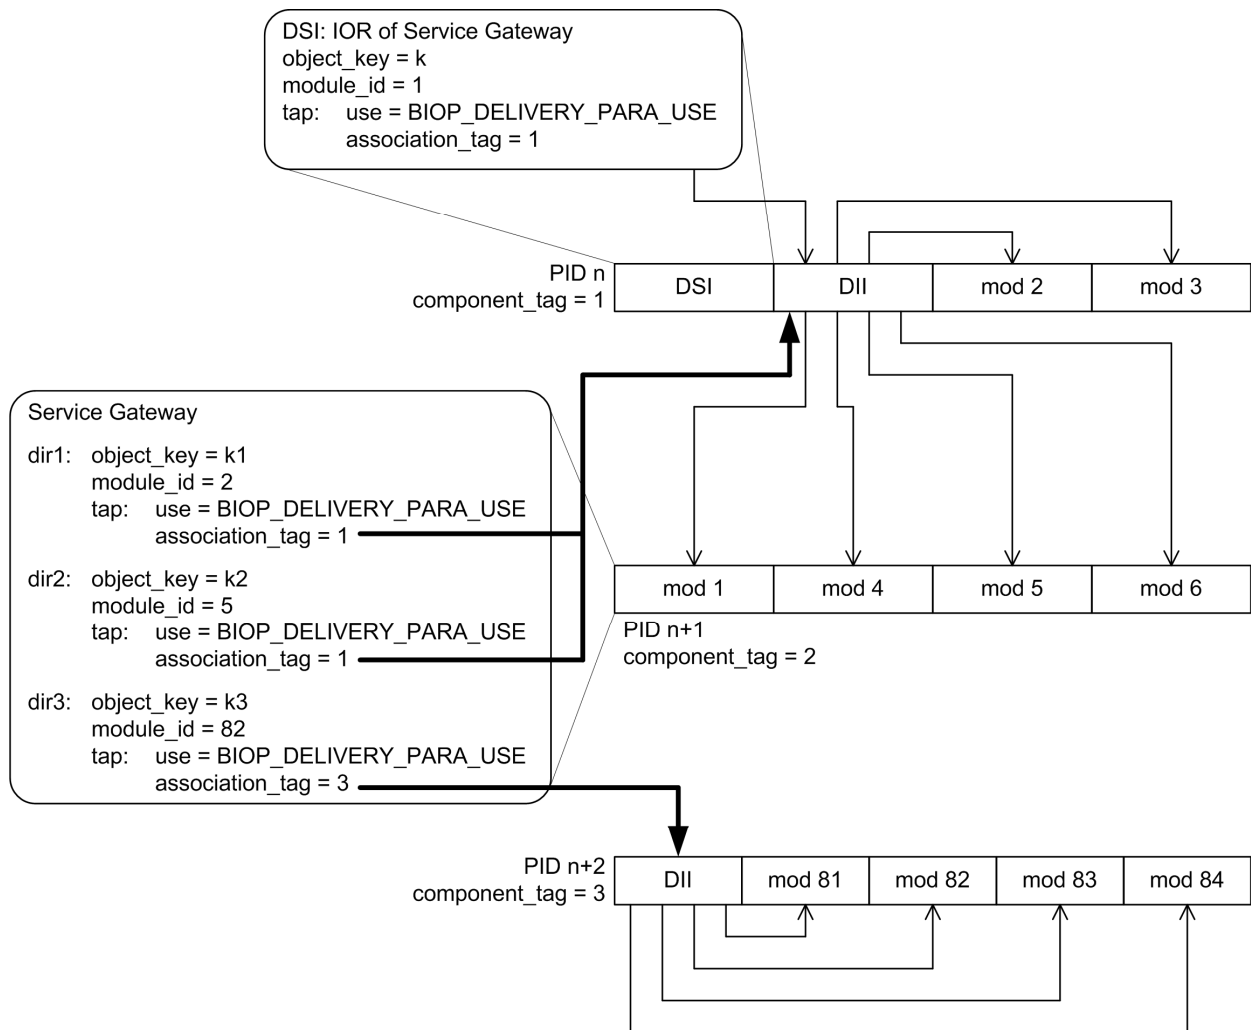 DSI: IOR of Service Gateway
object_key = k
module_id = 1
tap: use = BIOP_DELIVERY_PARA_USE
association_tag = 1
PID n
component_tag = 1
DSI
DII
mod 2
mod 3
Service Gateway
dir1: object_key = k1
module_id = 2
tap: use = BIOP_DELIVERY_PARA_USE
association_tag = 1
dir2: object_key = k2
module_id = 5
tap: use = BIOP_DELIVERY_PARA_USE
association_tag = 1
dir3: object_key = k3
module_id = 82
tap: use = BIOP_DELIVERY_PARA_USE
association_tag = 3
mod 1
mod 4
mod 5
mod 6
PID n+1
component_tag = 2
PID n+2
component_tag = 3
DII
mod 81
mod 82
mod 83
mod 84